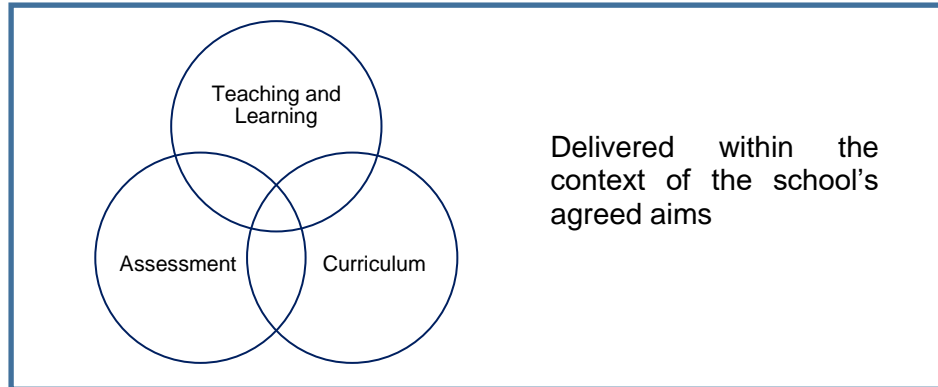 Teaching and
Learning
Assessment
Curriculum
Delivered within the
context of the school's
agreed aims